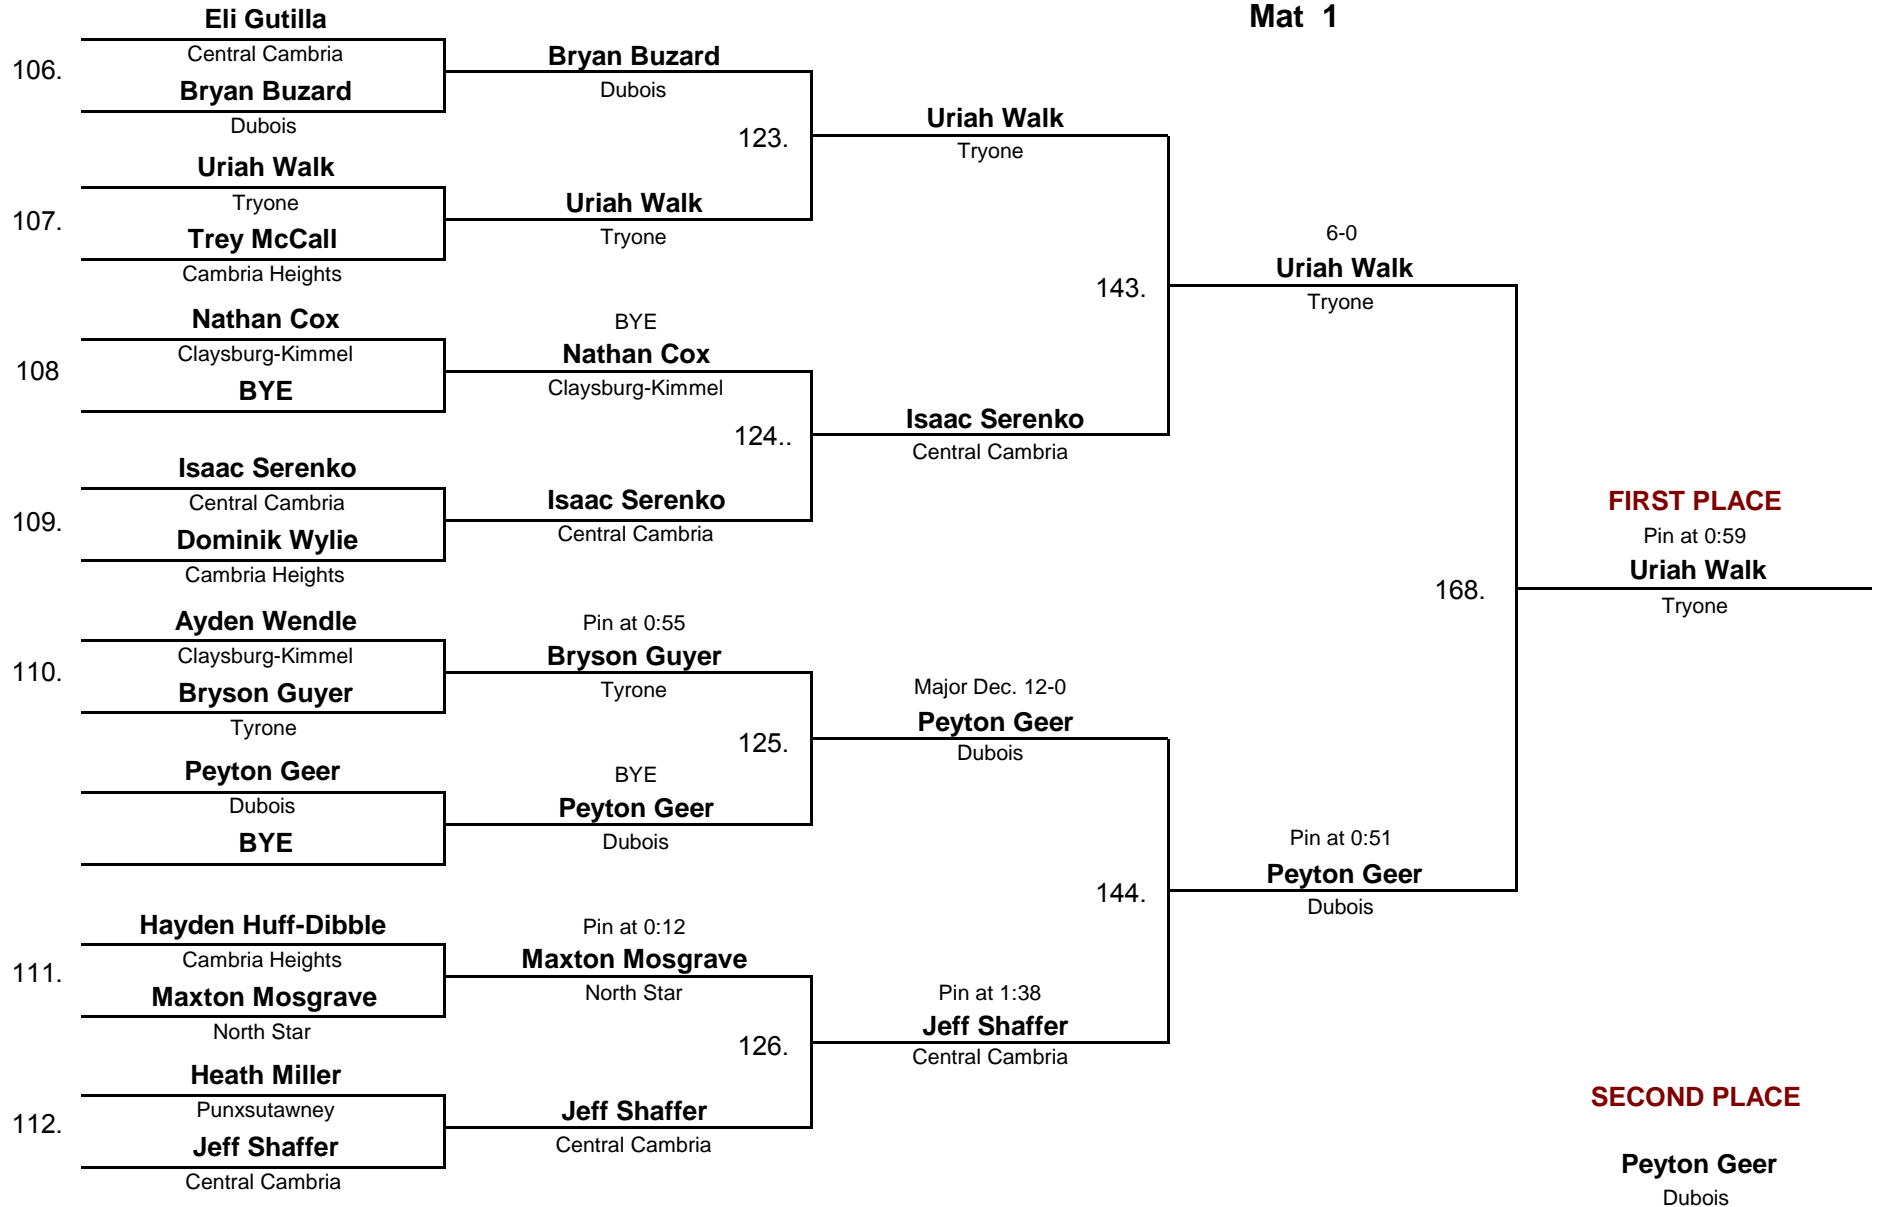 Mat 1
Eli Gutilla
Central Cambria
106.
Bryan Buzard
Dubois
Uriah Walk
Tryone
107.
Trey McCall
Cambria Heights
Nathan Cox
Claysburg-Kimmel
108
BYE
Isaac Serenko
Central Cambria
109.
Dominik Wylie
Cambria Heights
Ayden Wendle
Claysburg-Kimmel
110.
Bryson Guyer
Tyrone
Peyton Geer
Dubois
BYE
Hayden Huff-Dibble
Cambria Heights
111.
Maxton Mosgrave
North Star
Heath Miller
Punxsutawney
112.
Jeff Shaffer
Central Cambria
Bryan Buzard
Dubois
123.
Uriah Walk
Tryone
BYE
Nathan Cox
Claysburg-Kimmel
124..
Isaac Serenko
Central Cambria
Pin at 0:55
Bryson Guyer
Tyrone
125.
BYE
Peyton Geer
Dubois
Pin at 0:12
Maxton Mosgrave
North Star
126.
Jeff Shaffer
Central Cambria
Uriah Walk
Tryone
143.
Isaac Serenko
Central Cambria
Major Dec. 12-0
Peyton Geer
Dubois
144.
Pin at 1:38
Jeff Shaffer
Central Cambria
6-0
Uriah Walk
Tryone
168.
Pin at 0:51
Peyton Geer
Dubois
FIRST PLACE
Pin at 0:59
Uriah Walk
Tryone
SECOND PLACE
Peyton Geer
Dubois